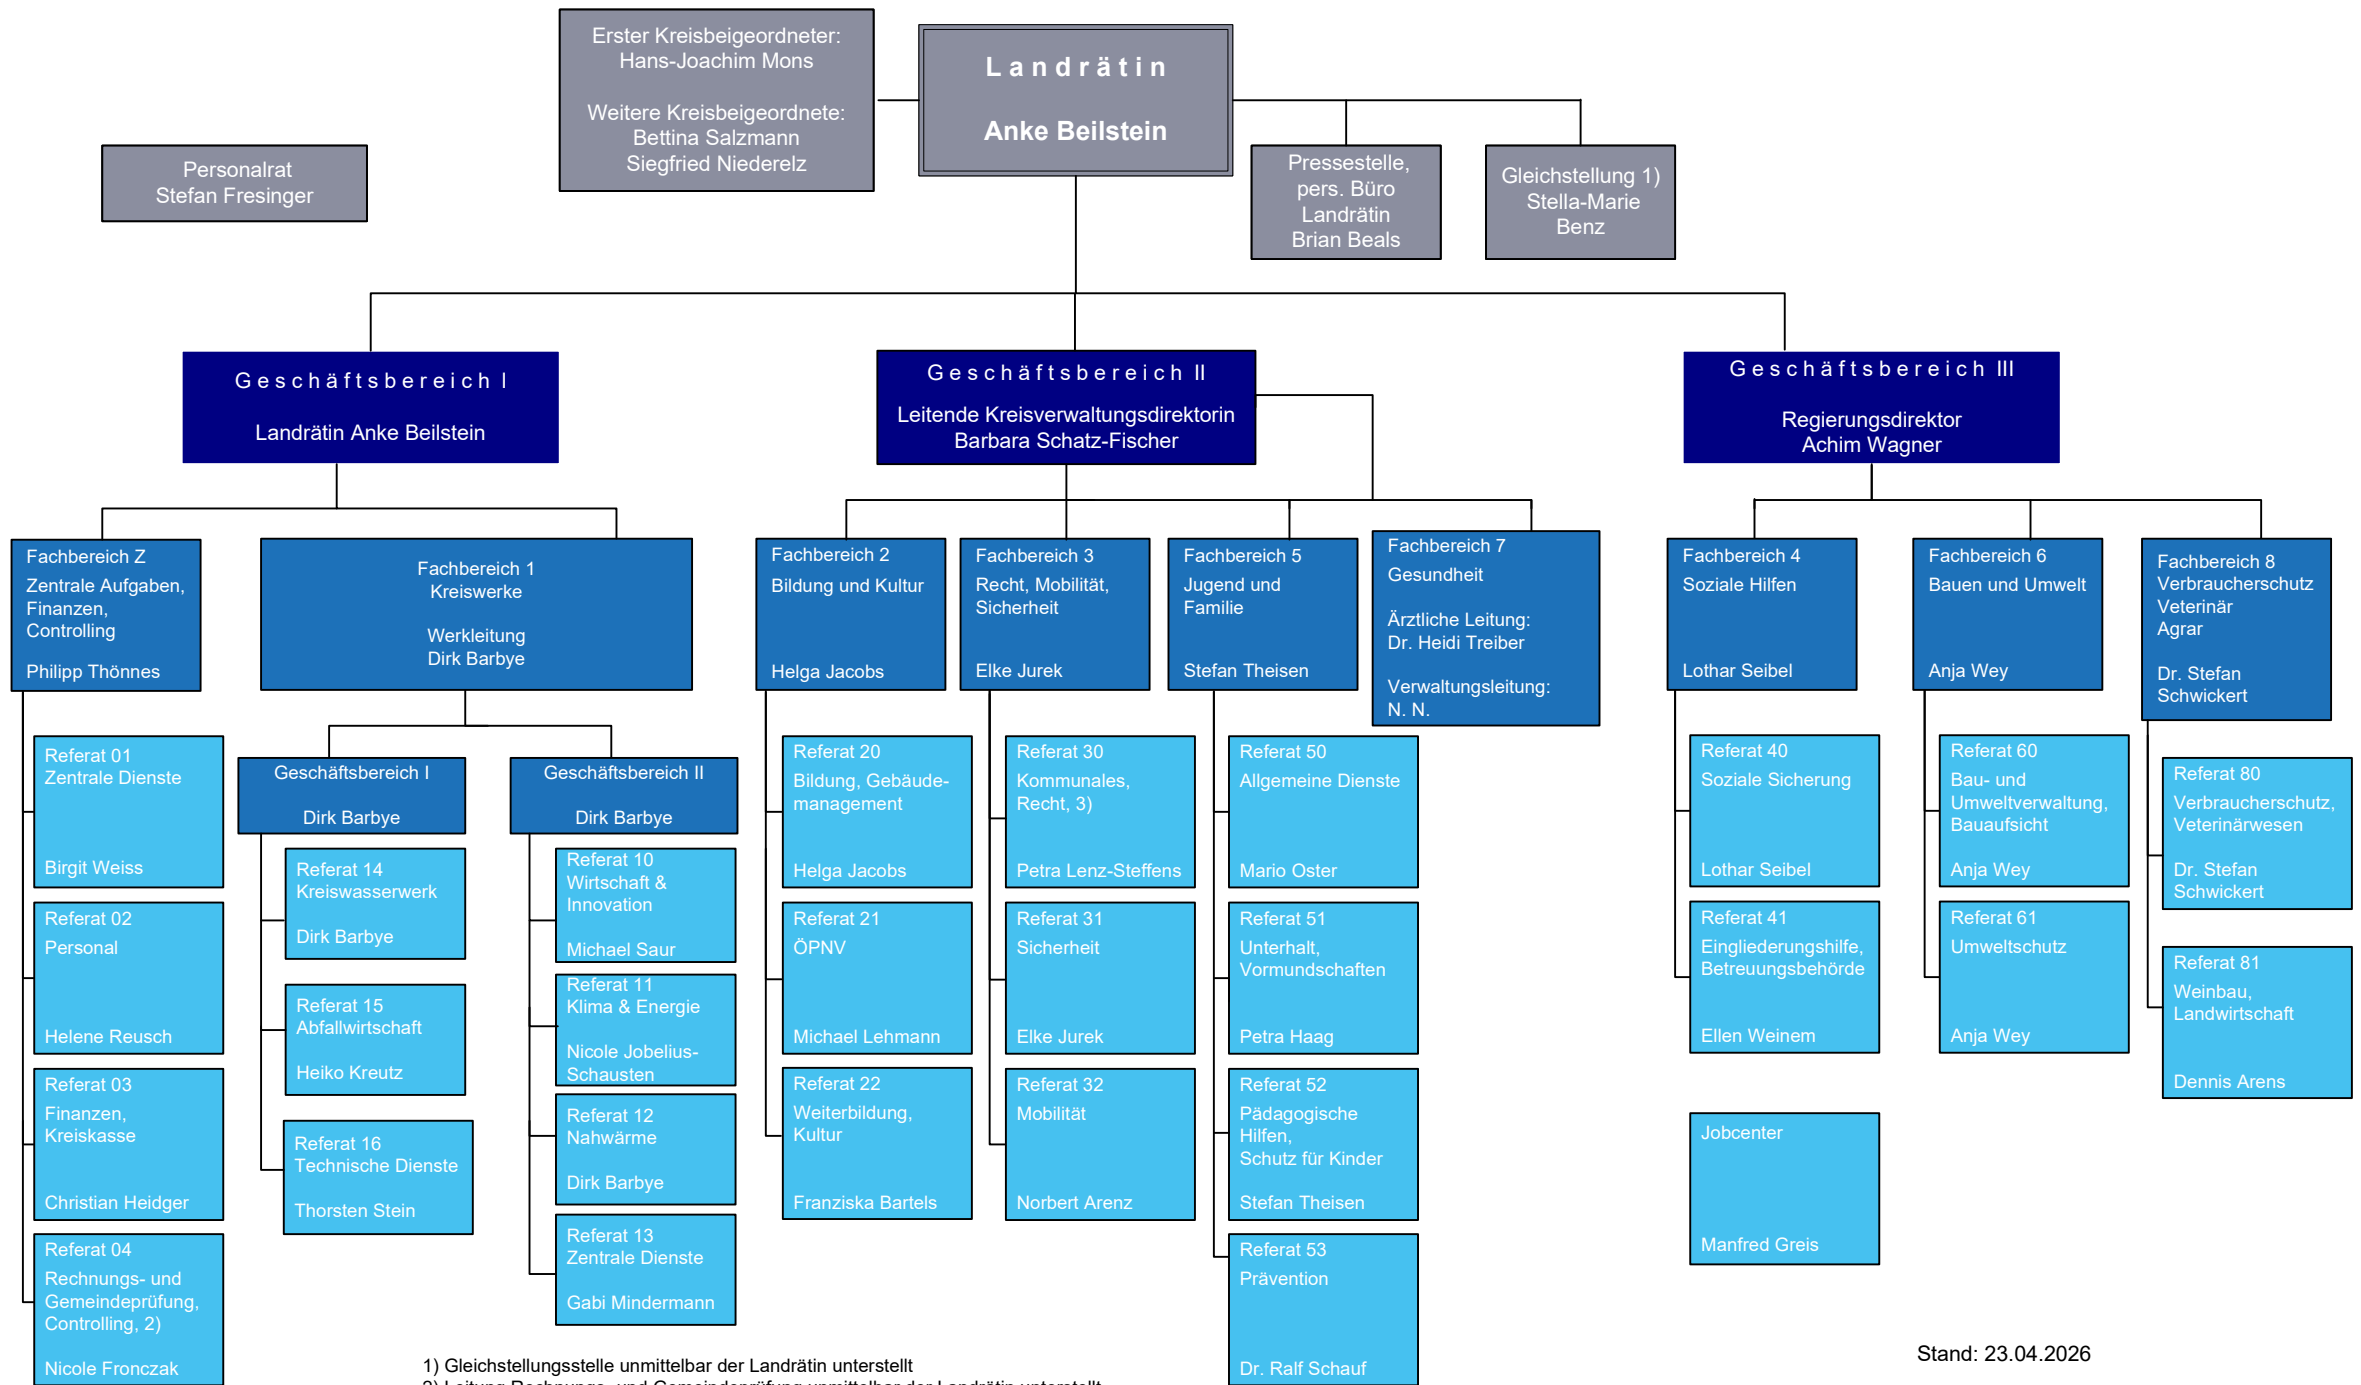 Erster Kreisbeigeordneter:
Hans-Joachim Mons
Weitere Kreisbeigeordnete:
Bettina Salzmann
Siegfried Niederelz
Landrätin
Anke Beilstein
Personalrat
Stefan Fresinger
Pressestelle,
pers. Büro
Landrätin
Brian Beals
Gleichstellung 1)
Stella-Marie
Benz
Geschäftsbereich I
Landrätin Anke Beilstein
Geschäftsbereich II
Leitende Kreisverwaltungsdirektorin
Barbara Schatz-Fischer
Geschäftsbereich III
Regierungsdirektor
Achim Wagner
Fachbereich Z
Zentrale Aufgaben,
Finanzen,
Controlling
Philipp Thönnes
Fachbereich 1
Kreiswerke
Werkleitung
Dirk Barbye
Fachbereich 2
Bildung und Kultur
Helga Jacobs
Fachbereich 3
Recht, Mobilität,
Sicherheit
Elke Jurek
Fachbereich 5
Jugend und
Familie
Stefan Theisen
Fachbereich 7
Gesundheit
Ärztliche Leitung:
Dr. Heidi Treiber
Verwaltungsleitung:
N. N.
Fachbereich 4
Soziale Hilfen
Lothar Seibel
Fachbereich 6
Bauen und Umwelt
Anja Wey
Fachbereich 8
Verbraucherschutz
Veterinär
Agrar
Dr. Stefan
Schwickert
Referat 01
Zentrale Dienste
Birgit Weiss
Referat 02
Personal
Helene Reusch
Referat 03
Finanzen,
Kreiskasse
Christian Heidger
Referat 04
Rechnungs- und
Gemeindeprüfung,
Controlling, 2)
Nicole Fronczak
Geschäftsbereich I
Dirk Barbye
Referat 14
Kreiswasserwerk
Dirk Barbye
Referat 15
Abfallwirtschaft
Heiko Kreutz
Referat 16
Technische Dienste
Thorsten Stein
Geschäftsbereich II
Dirk Barbye
Referat 10
Wirtschaft &
Innovation
Michael Saur
Referat 11
Klima & Energie
Nicole Jobelius-
Schausten
Referat 12
Nahwärme
Dirk Barbye
Referat 13
Zentrale Dienste
Gabi Mindermann
Referat 20
Bildung, Gebäude-
management
Helga Jacobs
Referat 21
ÖPNV
Michael Lehmann
Referat 22
Weiterbildung,
Kultur
Franziska Bartels
Referat 30
Kommunales,
Recht, 3)
Petra Lenz-Steffens
Referat 31
Sicherheit
Elke Jurek
Referat 32
Mobilität
Norbert Arenz
Referat 50
Allgemeine Dienste
Mario Oster
Referat 51
Unterhalt,
Vormundschaften
Petra Haag
Referat 52
Pädagogische
Hilfen,
Schutz für Kinder
Stefan Theisen
Referat 53
Prävention
Dr. Ralf Schauf
Referat 40
Soziale Sicherung
Lothar Seibel
Referat 41
Eingliederungshilfe,
Betreuungsbehörde
Ellen Weinem
Jobcenter
Manfred Greis
Referat 60
Bau- und
Umweltverwaltung,
Bauaufsicht
Anja Wey
Referat 61
Umweltschutz
Anja Wey
Referat 80
Verbraucherschutz,
Veterinärwesen
Dr. Stefan
Schwickert
Referat 81
Weinbau,
Landwirtschaft
Dennis Arens
1) Gleichstellungsstelle unmittelbar der Landrätin unterstellt
2) Leitung Rechnungs- und Gemeindeprüfung unmittelbar der Landrätin unterstellt
Stand: 23.04.2026